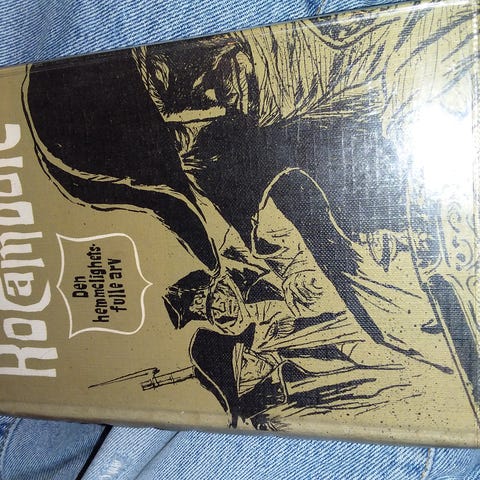 Rocambole
Den
hemmelighets-
fulle arv